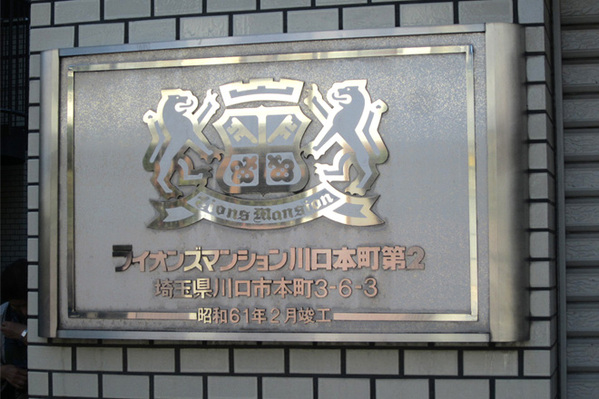 Lions Mansion
ライオンズマンション川口本町第2
埼玉県川口市本町3-6-3
昭和61年2月竣工